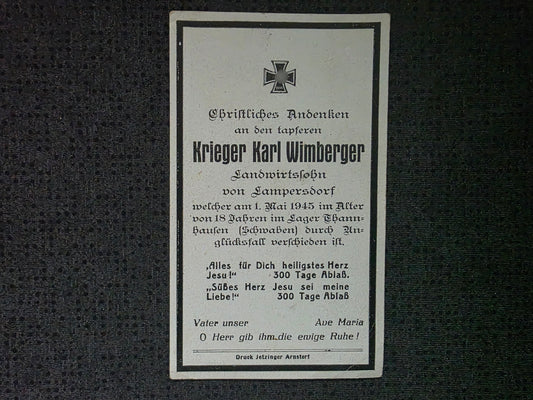 Christliches Andenken
an den tapferen
Krieger Karl Wimberger
Landwirtssohn
von Lampersdorf
welcher am 1. Mai 1945 im Alter
von 18 Jahren im Lager Thann-
hausen (Schwaben) durch Un-
glücksfall verschieden ist.
„Alles für Dich heiligstes Herz
Jesu!" 300 Tage Ablaß.
„Süßes Herz Jesu sei meine
Liebe!" 300 Tage Ablaß
Vater unser Ave Maria
O Herr gib ihm die ewige Ruhe!
Druck Jetzinger Arnstorf